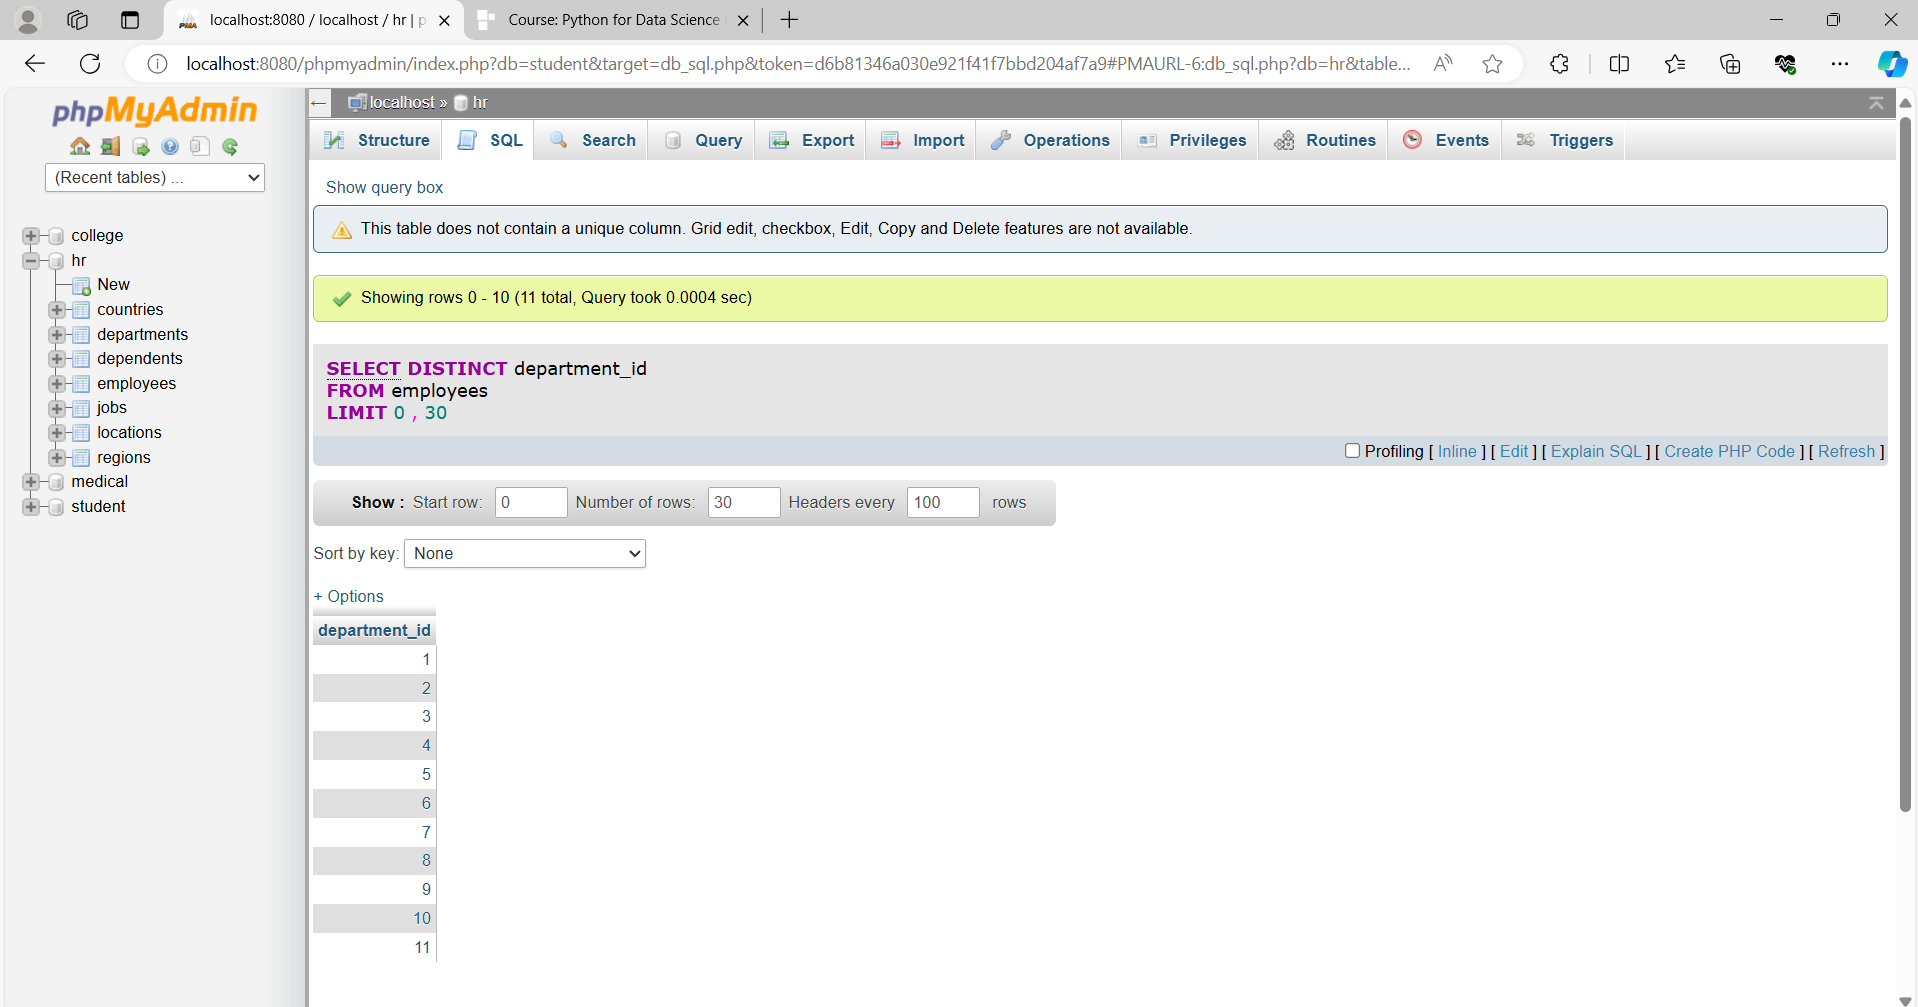 localhost:8080 / localhost / hr | p
Course: Python for Data Science
localhost:8080/phpmyadmin/index.php?db=student&target=db_sql.php&token=d6b81346a030e921f41f7bbd204af7a9#PMAURL-6:db_sql.php?db=hr&table...
phpMyAdmin
(Recent tables) ...
college
hr
New
countries
departments
dependents
employees
jobs
locations
regions
medical
student
localhost » hr
Structure SQL Search Query Export Import Operations Privileges Routines Events Triggers
Show query box
This table does not contain a unique column. Grid edit, checkbox, Edit, Copy and Delete features are not available.
Showing rows 0 - 10 (11 total, Query took 0.0004 sec)
SELECT DISTINCT department_id
FROM employees
LIMIT 0 , 30
Profiling [ Inline ] [ Edit ] [ Explain SQL ] [ Create PHP Code ] [ Refresh ]
Show : Start row: 0 Number of rows: 30 Headers every 100 rows
Sort by key: None
+ Options
department_id
1
2
3
4
5
6
7
8
9
10
11